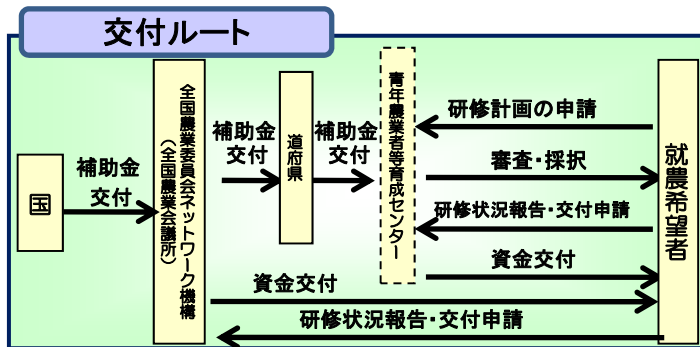 交付ルート
国
補助金
交付
全国農業委員会ネットワーク機構
(全国農業会議所)
補助金
交付
道府県
補助金
交付
青年農業者等育成センター
研修計画の申請
審査・採択
研修状況報告・交付申請
資金交付
資金交付
研修状況報告・交付申請
就農希望者